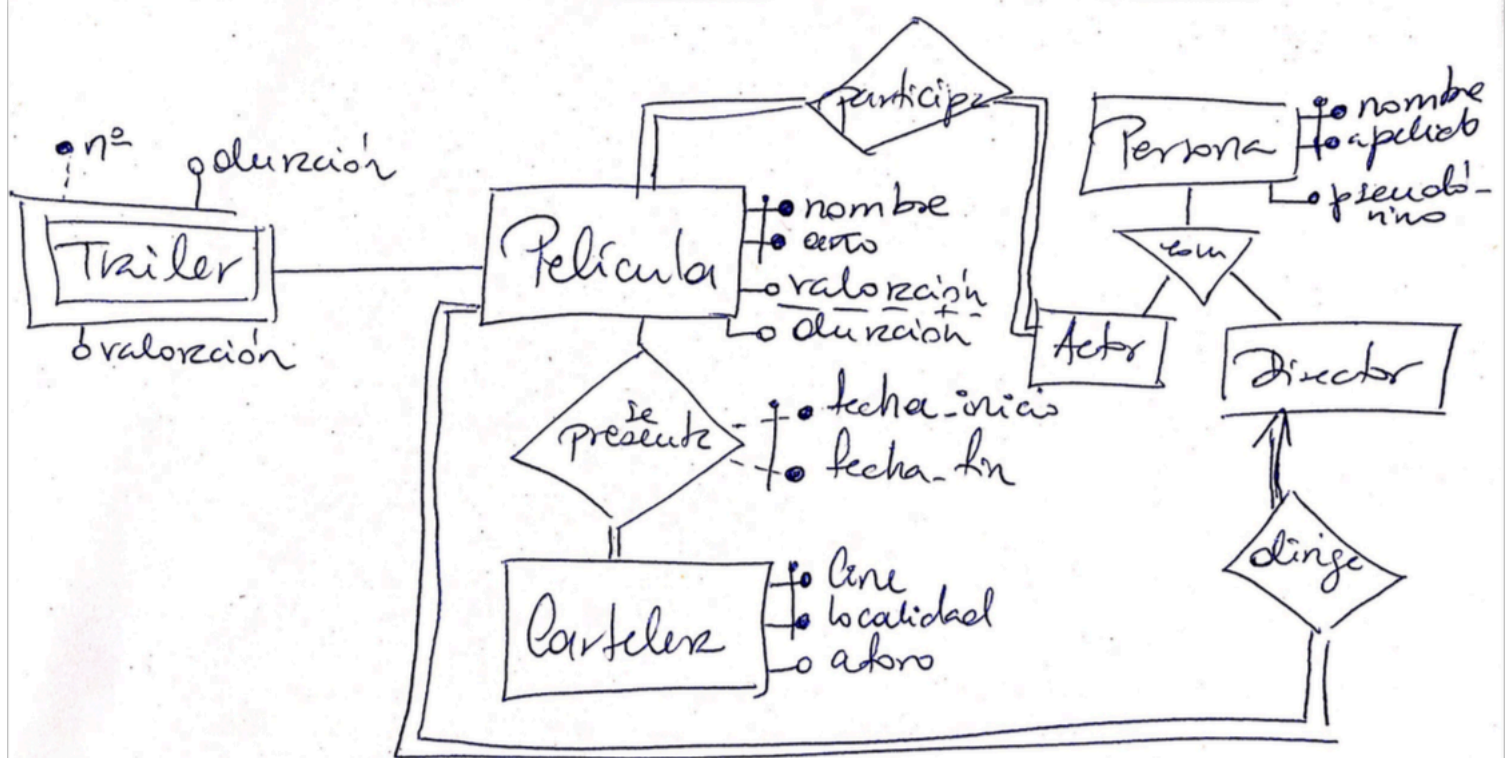 participa
Persona
nombre
apellido
pseudó-
nimo
nº
duración
Trailer
valoración
Película
nombre
valoración
duración
Actor
Director
se
presenta
fecha_inicio
fecha_fin
dirige
Cartelera
Cine
localidad
aforo